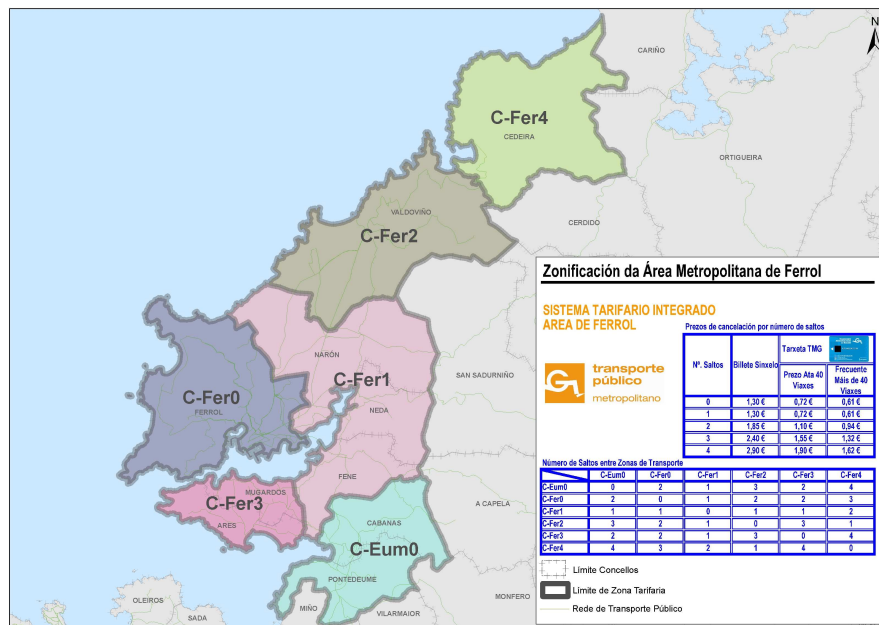 N
CARIÑO
C-Fer4
CEDEIRA
ORTIGUEIRA
VALDOVIÑO
CERDIDO
C-Fer2
NARÓN
C-Fer1
SAN SADURNIÑO
C-Fer0
FERROL
NEDA
FENE
MUGARDOS
C-Fer3
ARES
A CAPELA
CABANAS
C-Eum0
PONTEDEUME
OLEIROS
SADA
MIÑO
VILARMAIOR
MONFERO
Zonificación da Área Metropolitana de Ferrol
SISTEMA TARIFARIO INTEGRADO
AREA DE FERROL
transporte
público
metropolitano
Prezos de cancelación por número de saltos
Nº. Saltos Billete Sinxelo Tarxeta TMG
Prezo Ata 40 Viaxes Frecuente Máis de 40 Viaxes
0 1,30 € 0,72 € 0,61 €
1 1,30 € 0,72 € 0,61 €
2 1,85 € 1,10 € 0,94 €
3 2,40 € 1,55 € 1,32 €
4 2,90 € 1,90 € 1,62 €
Número de Saltos entre Zonas de Transporte
C-Eum0 C-Fer0 C-Fer1 C-Fer2 C-Fer3 C-Fer4
C-Eum0 0 2 1 3 2 4
C-Fer0 2 0 1 2 2 3
C-Fer1 1 1 0 1 1 2
C-Fer2 3 2 1 0 3 1
C-Fer3 2 2 1 3 0 4
C-Fer4 4 3 2 1 4 0
Límite Concellos
Límite de Zona Tarifaria
Rede de Transporte Público